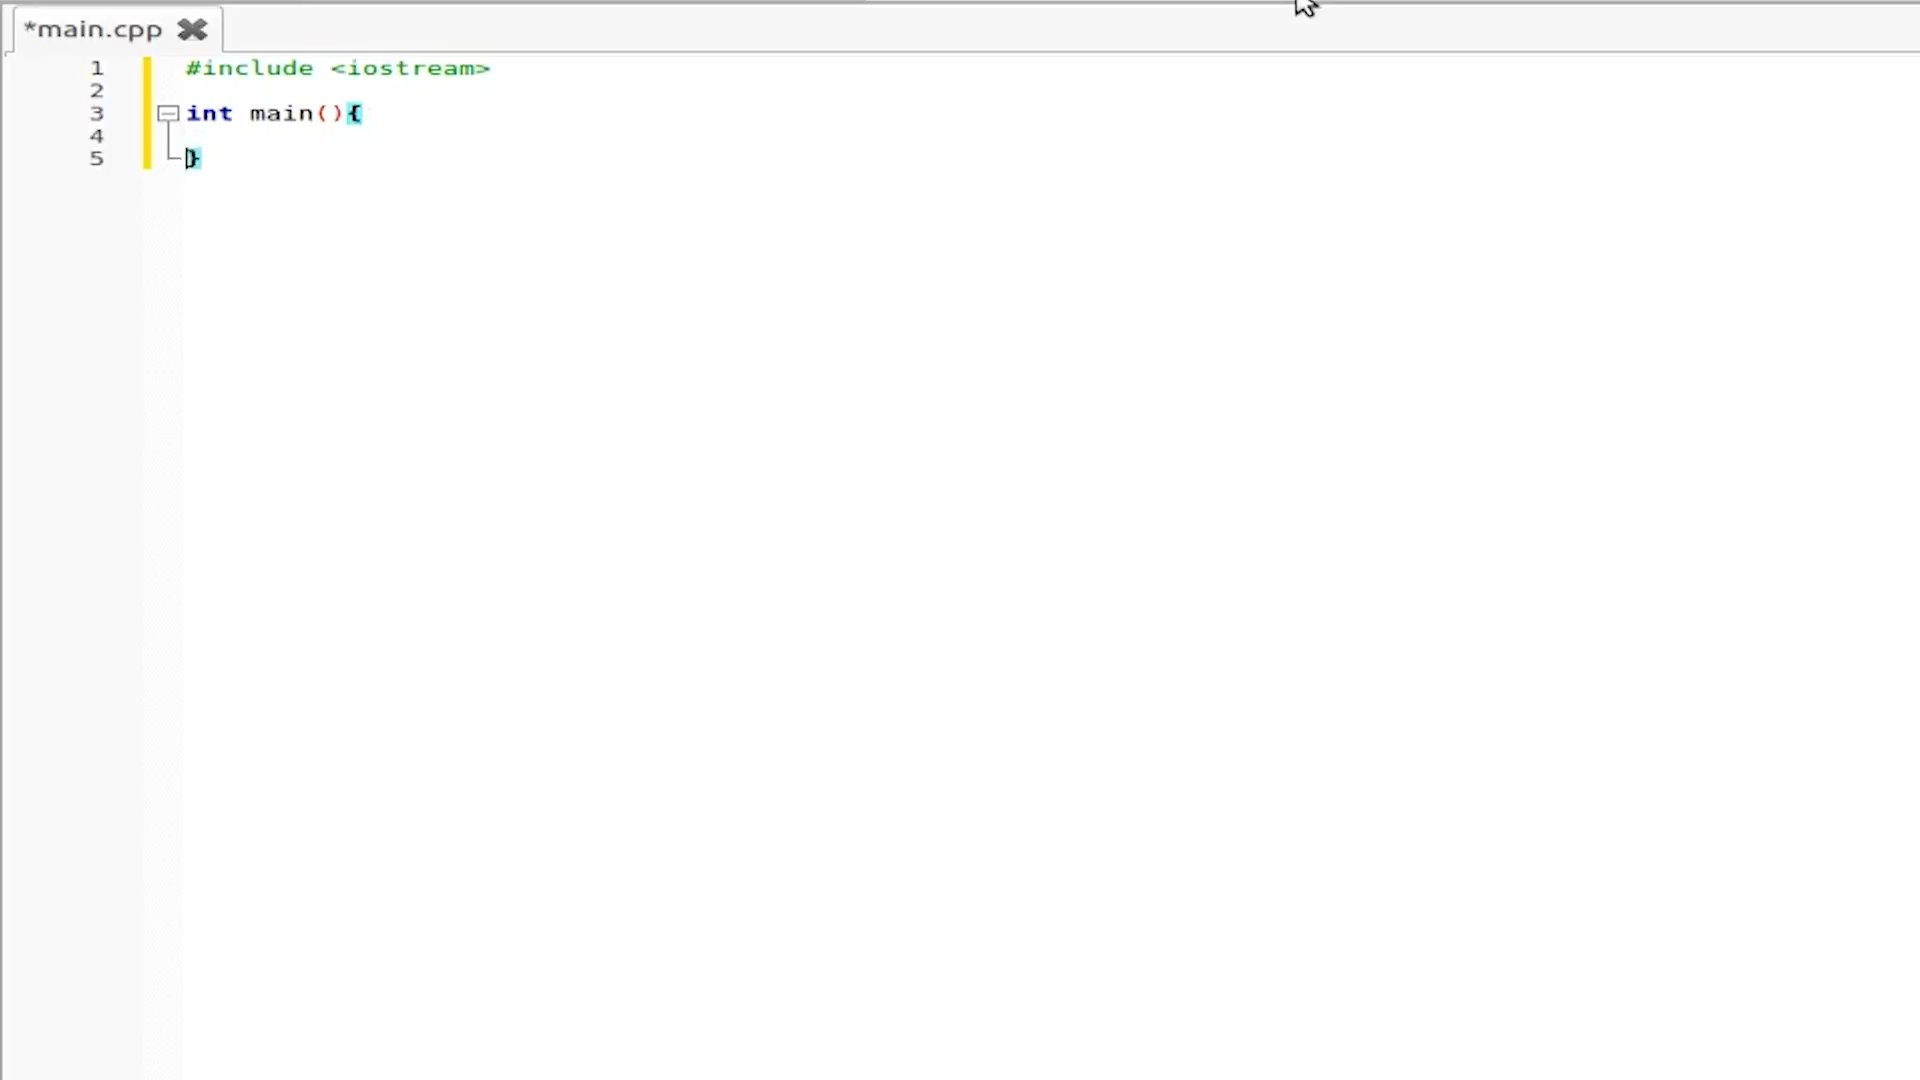 *main.cpp
1 #include <iostream>
2
3 int main(){
4
5 }